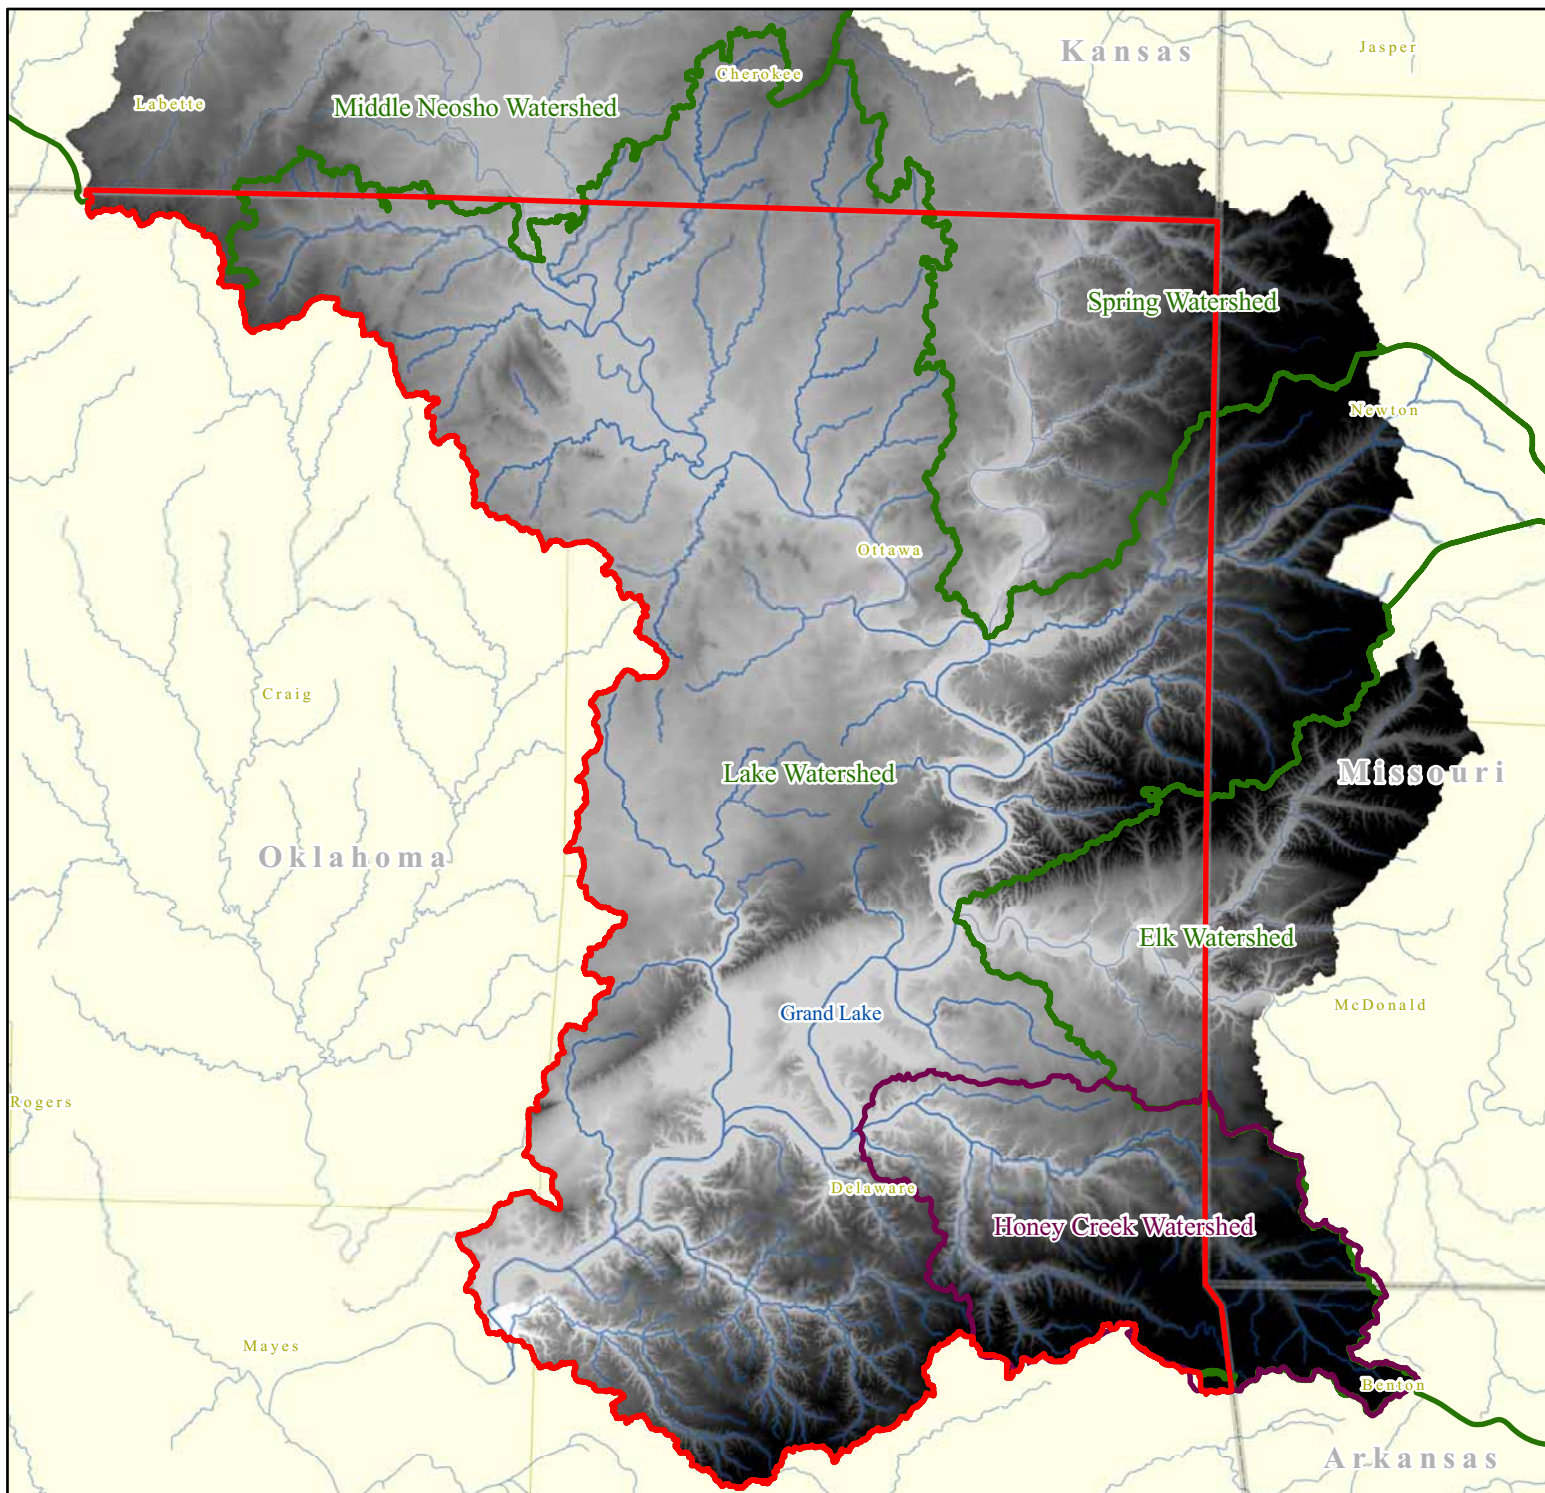 Kansas
Jasper
Cherokee
Labette
Middle Neosho Watershed
Spring Watershed
Newton
Ottawa
Craig
Lake Watershed
Missouri
Oklahoma
Elk Watershed
McDonald
Grand Lake
Rogers
Delaware
Honey Creek Watershed
Mayes
Benton
Arkansas